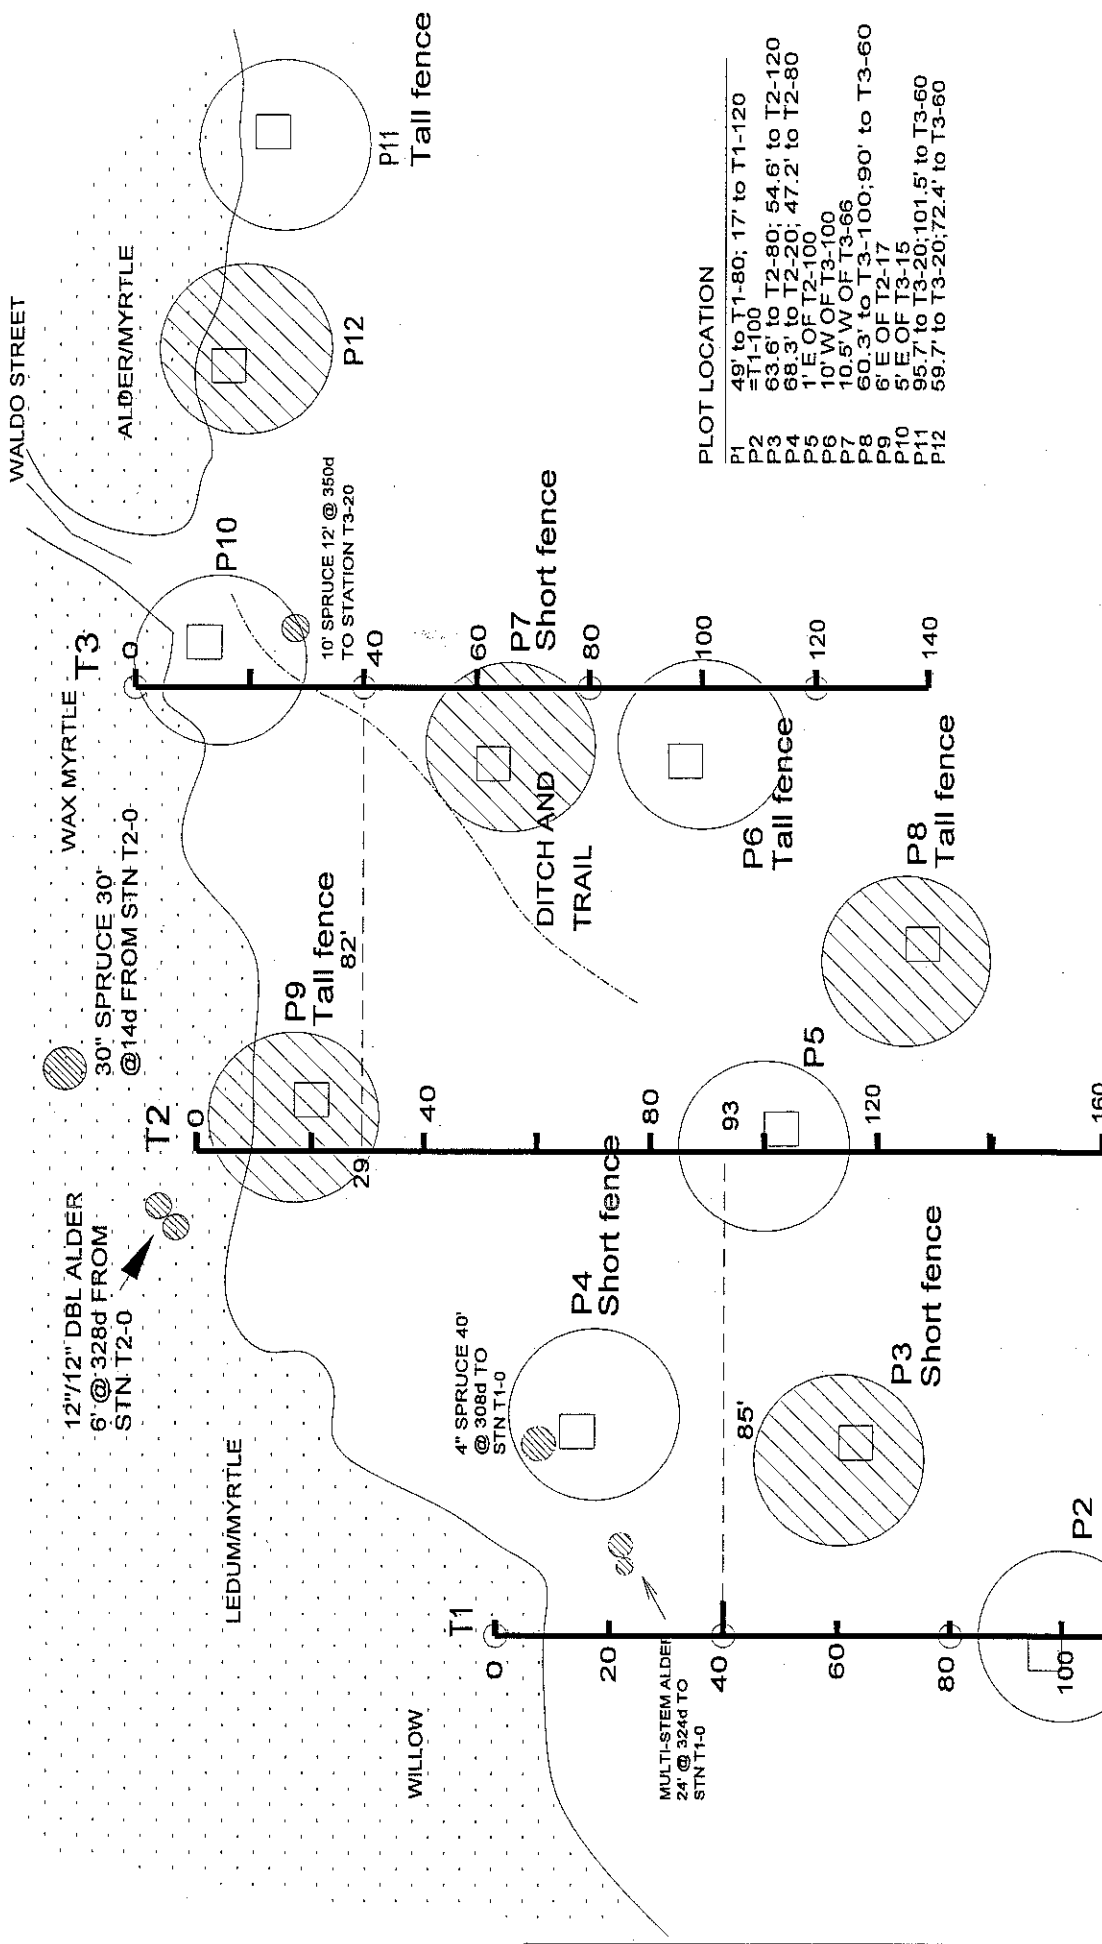 WALDO STREET
ALDER/MYRTLE
WAX MYRTLE
30" SPRUCE 30'
@14d FROM STN T2-0
12"/12" DBL ALDER
6' @ 328d FROM
STN T2-0
LEDUM/MYRTLE
WILLOW
T1
0
20
40
60
80
100
MULTI-STEM ALDER
24' @ 324d TO
STN T1-0
4" SPRUCE 40'
@ 308d TO
STN T1-0
P4
Short fence
85'
P3
Short fence
P2
T2
0
29
40
80
93
120
160
P9
Tall fence
82'
P5
T3
0
40
60
80
100
120
140
P10
10' SPRUCE 12' @ 350d
TO STATION T3-20
P7
Short fence
DITCH AND
TRAIL
P6
Tall fence
P8
Tall fence
P12
P11
Tall fence
PLOT LOCATION
P1 49' to T1-80; 17' to T1-120
P2 =T1-100
P3 63.6' to T2-80; 54.6' to T2-120
P4 68.3' to T2-20; 47.2' to T2-80
P5 1' E OF T2-100
P6 10' W OF T3-100
P7 10.5' W OF T3-66
P8 60.3' to T3-100;90' to T3-60
P9 6' E OF T2-17
P10 5' E OF T3-15
P11 95.7' to T3-20;101.5' to T3-60
P12 59.7' to T3-20;72.4' to T3-60